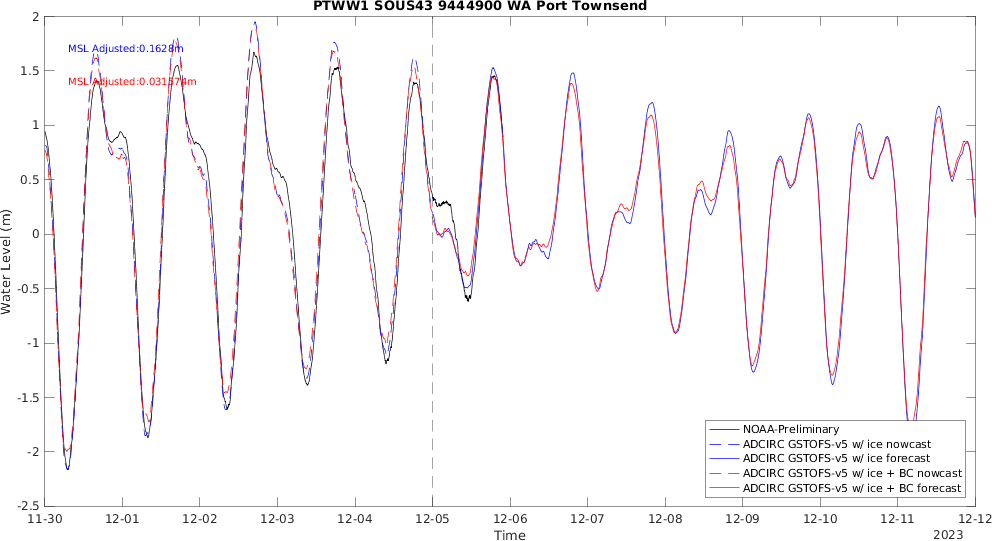 PTWW1 SOUS43 9444900 WA Port Townsend
2
1.5
1
0.5
0
-0.5
-1
-1.5
-2
-2.5
Water Level (m)
MSL Adjusted:0.1628m
MSL Adjusted:0.031574m
NOAA-Preliminary
ADCIRC GSTOFS-v5 w/ ice nowcast
ADCIRC GSTOFS-v5 w/ ice forecast
ADCIRC GSTOFS-v5 w/ ice + BC nowcast
ADCIRC GSTOFS-v5 w/ ice + BC forecast
11-30 12-01 12-02 12-03 12-04 12-05 12-06 12-07 12-08 12-09 12-10 12-11 12-12
Time
2023